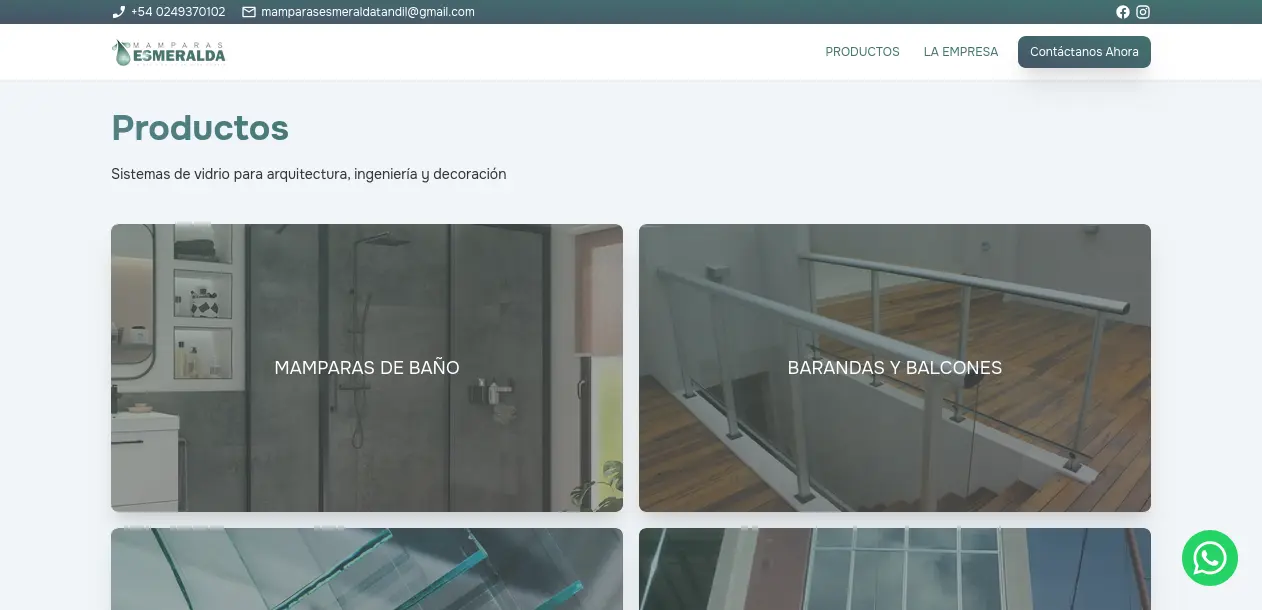 +54 0249370102
mamparasesmeraldatandil@gmail.com
MAMPARAS
ESMERALDA
PRODUCTOS
LA EMPRESA
Contáctanos Ahora
Productos
Sistemas de vidrio para arquitectura, ingeniería y decoración
MAMPARAS DE BAÑO
BARANDAS Y BALCONES